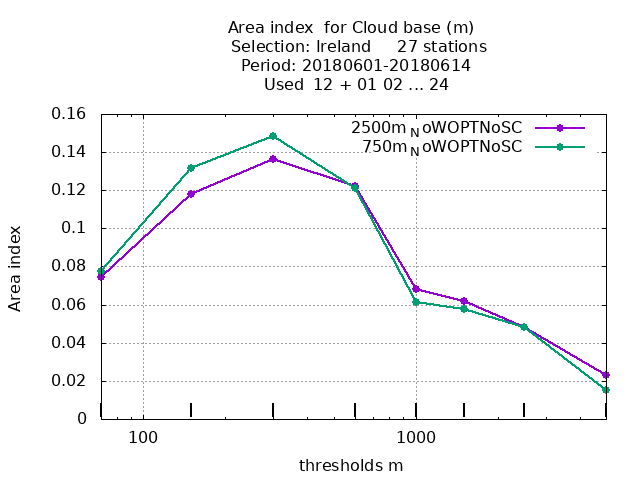 Area index for Cloud base (m)
Selection: Ireland 27 stations
Period: 20180601-20180614
Used 12 + 01 02 ... 24
0.16
0.14
0.12
0.1
0.08
0.06
0.04
0.02
0
Area index
2500m_NoWOPTNoSC
750m_NoWOPTNoSC
100 1000
thresholds m